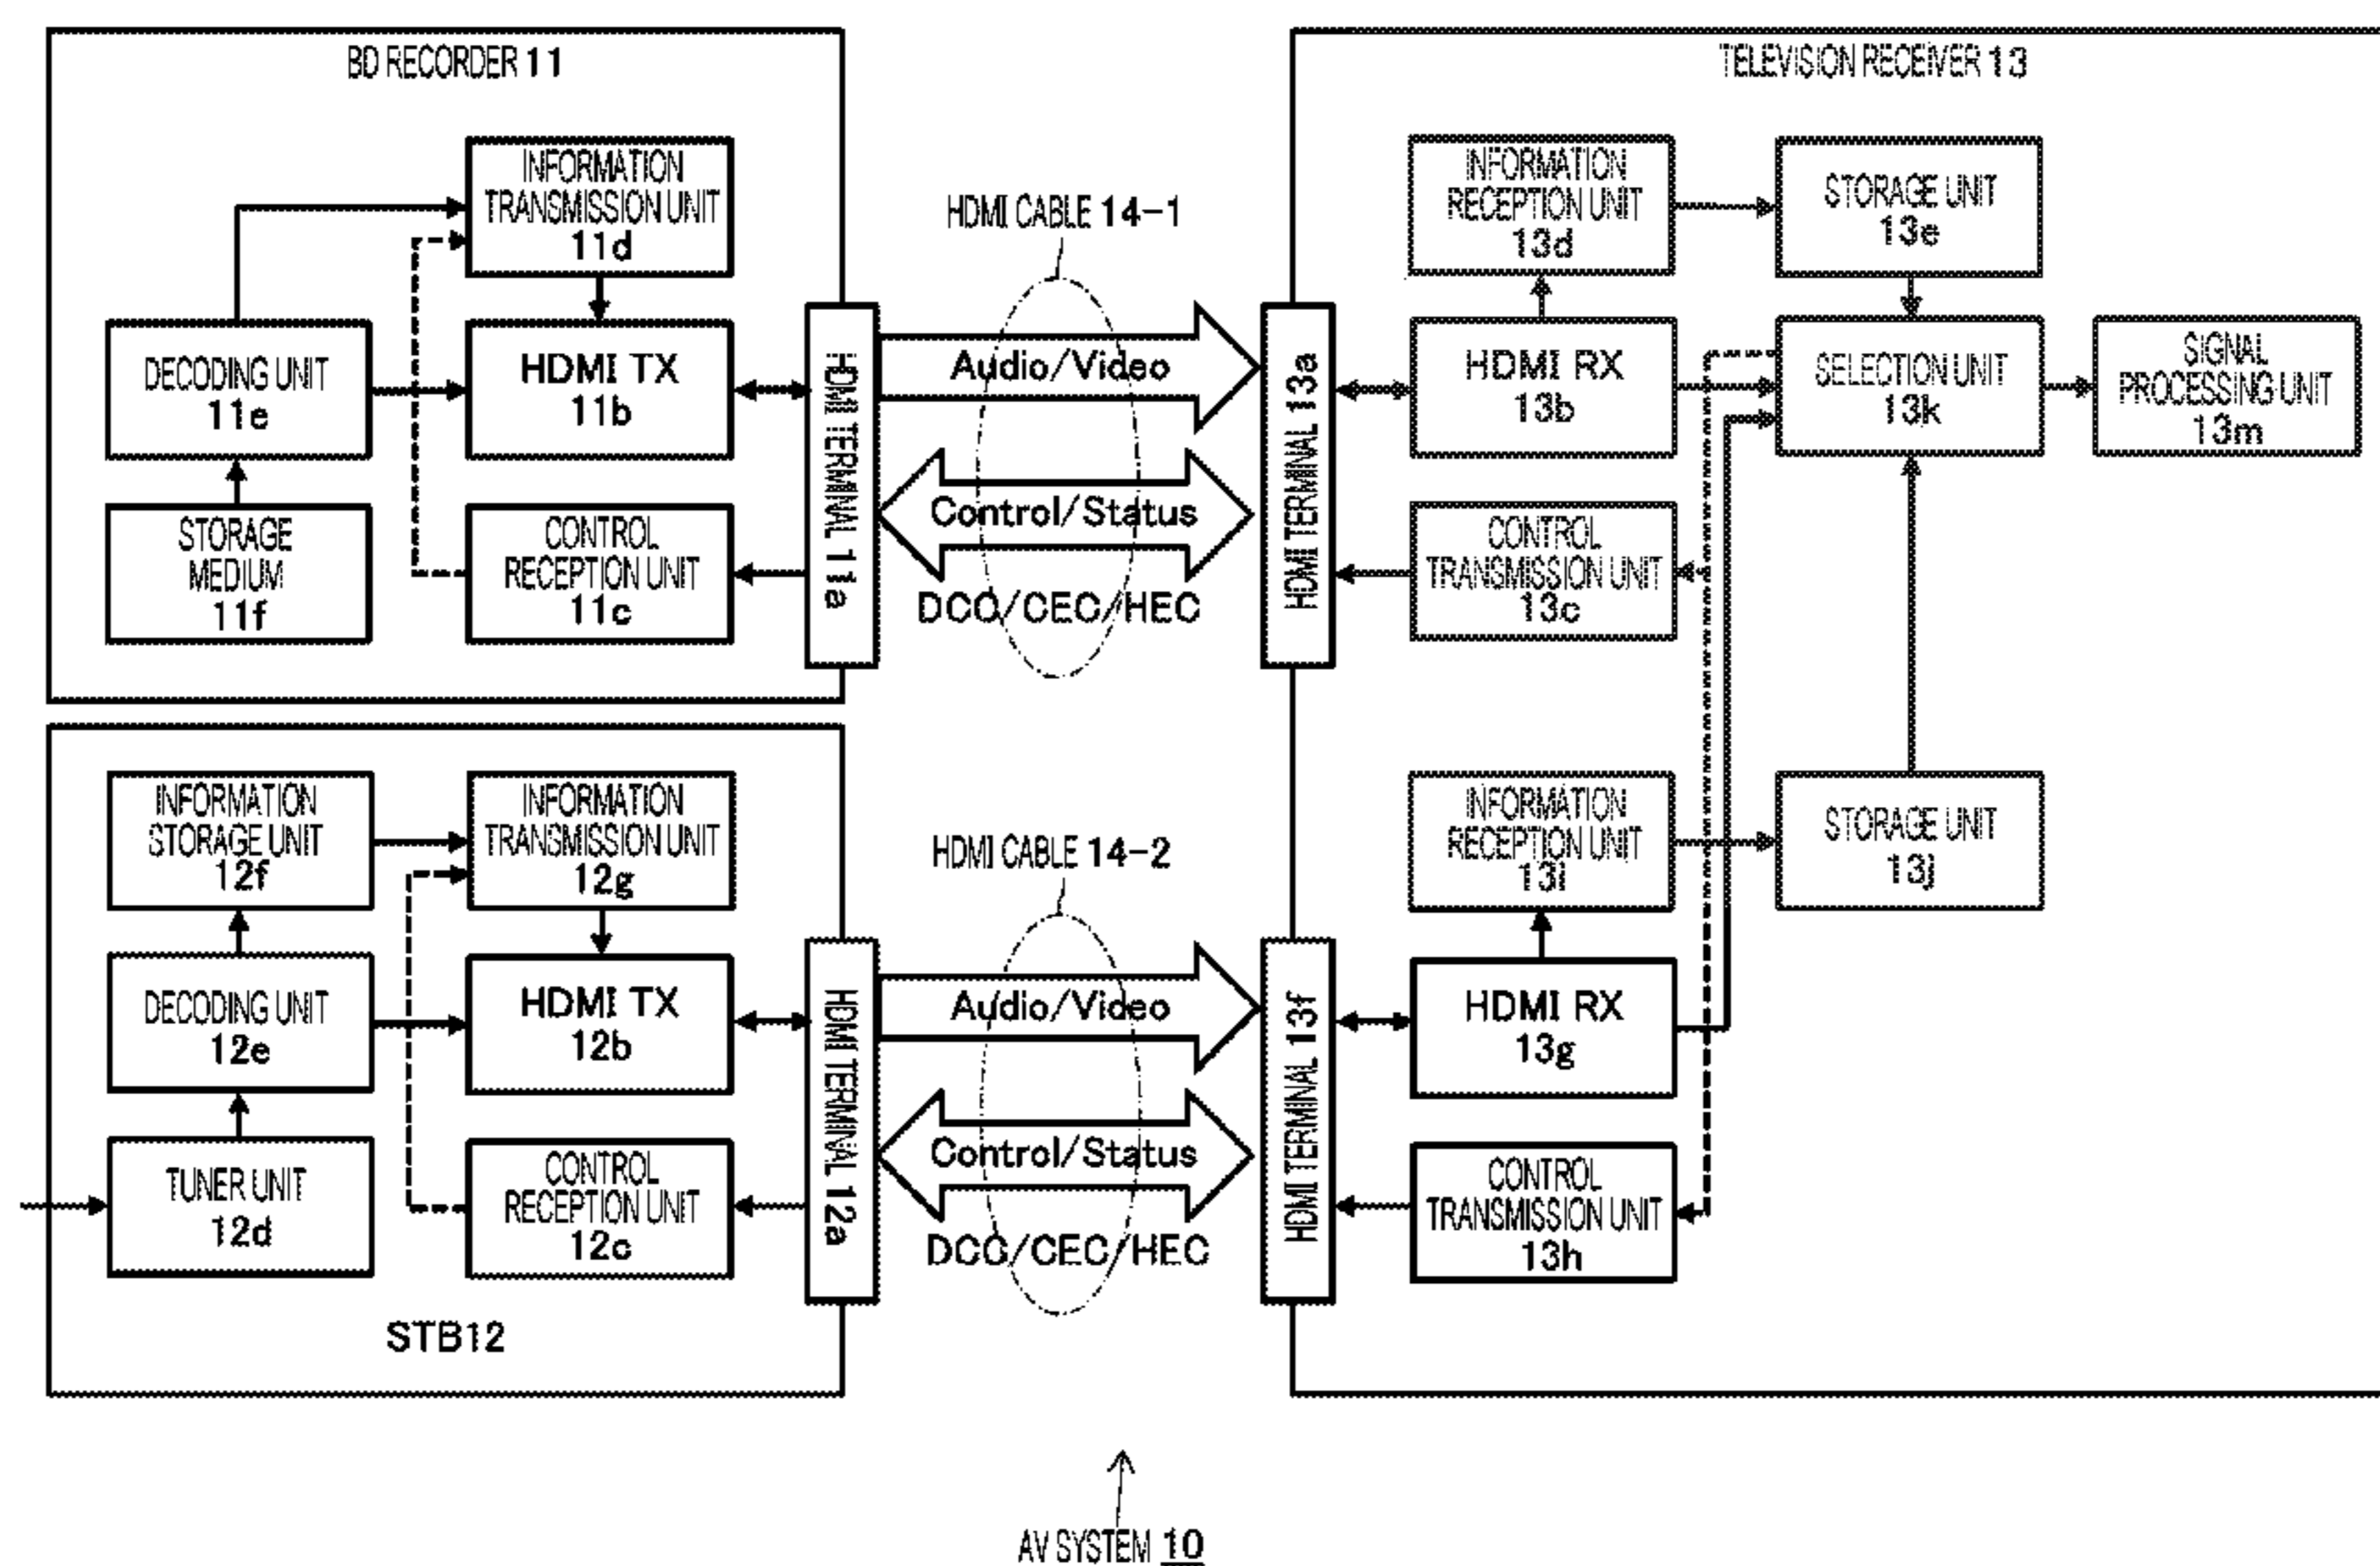 BD RECORDER 11
INFORMATION
TRANSMISSION UNIT
11d
DECODING UNIT
11e
HDMI TX
11b
STORAGE
MEDIUM
11f
CONTROL
RECEPTION UNIT
11c
HDMI TERMINAL 11a
HDMI CABLE 14-1
Audio/Video
Control/Status
DCC/CEC/HEC
TELEVISION RECEIVER 13
HDMI TERMINAL 13a
INFORMATION
RECEPTION UNIT
13d
STORAGE UNIT
13e
HDMI RX
13b
SELECTION UNIT
13k
SIGNAL
PROCESSING UNIT
13m
CONTROL
TRANSMISSION UNIT
13c
INFORMATION
STORAGE UNIT
12f
INFORMATION
TRANSMISSION UNIT
12g
DECODING UNIT
12e
HDMI TX
12b
TUNER UNIT
12d
CONTROL
RECEPTION UNIT
12c
STB12
HDMI TERMINAL 12a
HDMI CABLE 14-2
Audio/Video
Control/Status
DCC/CEC/HEC
HDMI TERMINAL 13f
INFORMATION
RECEPTION UNIT
13i
STORAGE UNIT
13j
HDMI RX
13g
CONTROL
TRANSMISSION UNIT
13h
AV SYSTEM 10